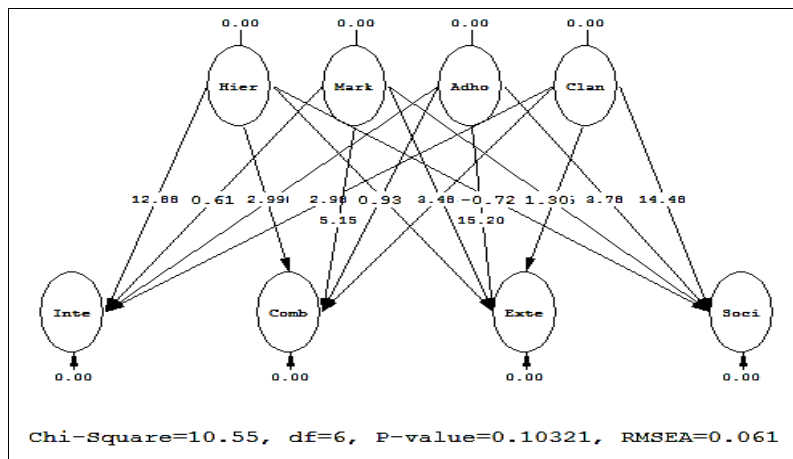 0.00 0.00 0.00 0.00
Hier Mark Adho Clan
12.88 0.61 2.99 2.98 0.93 3.48 -0.72 1.30 3.78 14.48
5.15 15.20
Inte Comb Exte Soci
0.00 0.00 0.00 0.00
Chi-Square=10.55, df=6, P-value=0.10321, RMSEA=0.061